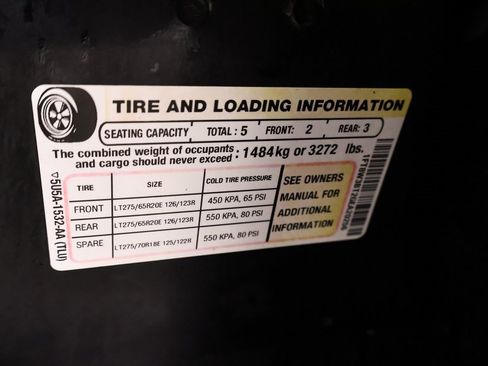 TIRE AND LOADING INFORMATION
SEATING CAPACITY TOTAL : 5 FRONT: 2 REAR: 3
The combined weight of occupants
and cargo should never exceed · 1484kg or 3272 lbs.
TIRE SIZE COLD TIRE PRESSURE
FRONT LT275/65R20E 126/123R 450 KPA, 65 PSI
REAR LT275/65R20E 126/123R 550 KPA, 80 PSI
SPARE LT275/70R18E 125/122R 550 KPA, 80 PSI
SEE OWNERS
MANUAL FOR
ADDITIONAL
INFORMATION
5U5A-1532-AA (TLU)